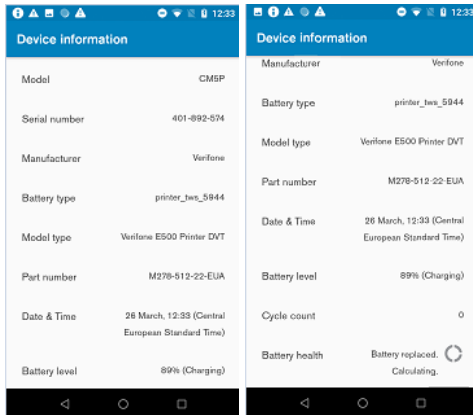 12:33
Device information
Model CM5P
Serial number 401-892-574
Manufacturer Verifone
Battery type printer_tws_5944
Model type Verifone E500 Printer DVT
Part number M278-512-22-EUA
Date & Time 26 March, 12:33 (Central
European Standard Time)
Battery level 89% (Charging)
12:33
Device information
Manufacturer Verifone
Battery type printer_tws_5944
Model type Verifone E500 Printer DVT
Part number M278-512-22-EUA
Date & Time 26 March, 12:33 (Central
European Standard Time)
Battery level 89% (Charging)
Cycle count 0
Battery health Battery replaced.
Calculating.